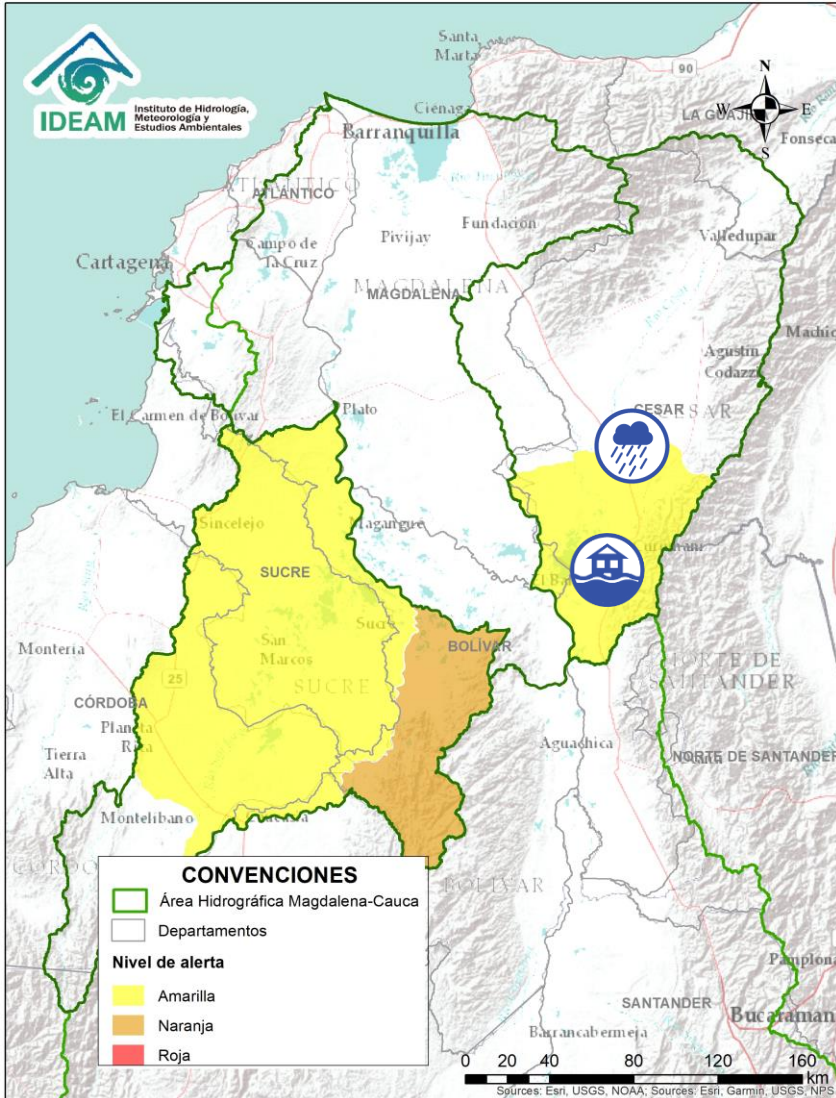 Santa
Marta
90
N
W E
S
LA GUAJIRA
Fonseca
IDEAM
Instituto de Hidrología,
Meteorología y
Estudios Ambientales
Ciénaga
Barranquilla
ATLÁNTICO
ATLÁNTICO
Fundación
Pivijay
Valledupar
Campo de
la Cruz
Cartagena
MAGDALENA
MAGDALENA
Agustín
Codazzi
El Carmen de Bolívar
Plato
CESAR
CESAR
Sincelejo
Magangué
SUCRE
Sucre
San
Marcos
SUCRE
BOLÍVAR
Montería
25
CÓRDOBA
Planeta
Rica
Tierra
Alta
NORTE DE
SANTANDER
Aguachica
NORTE DE SANTANDER
Montelíbano
BOLÍVAR
CONVENCIONES
Área Hidrográfica Magdalena-Cauca
Departamentos
Nivel de alerta
Amarilla
Naranja
Roja
Pamplona
SANTANDER
Bucaraman
Barrancabermeja
0 20 40 80 120 160
km
Sources: Esri, USGS, NOAA; Sources: Esri, Garmin, USGS, NPS